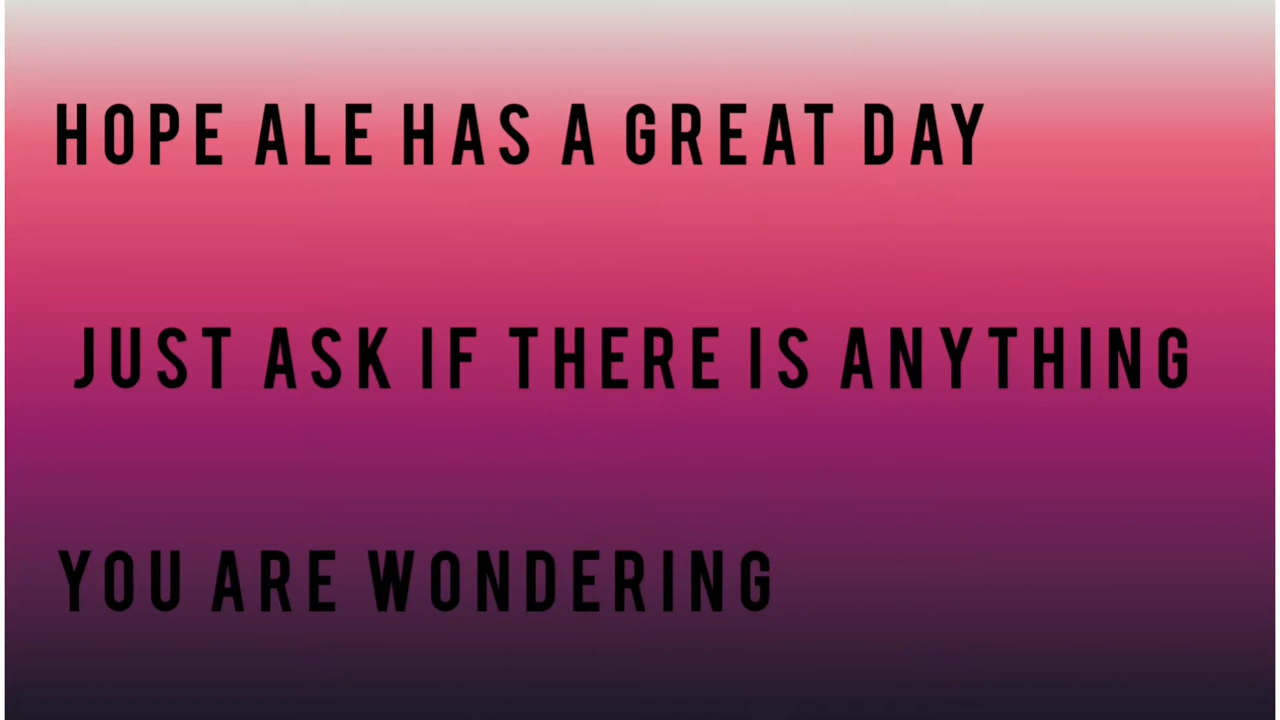 HOPE ALE HAS A GREAT DAY
JUST ASK IF THERE IS ANYTHING
YOU ARE WONDERING